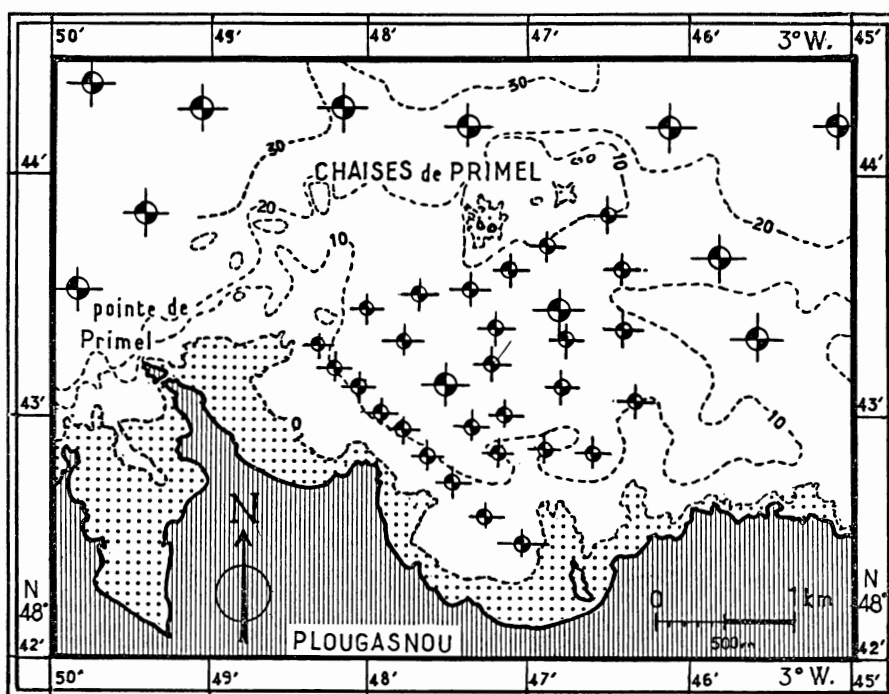 50' 49' 48' 47' 46' 3° W. 45'
30
30
44'
CHAISES de PRIMEL
10
44'
20
20
10
pointe de
Primel
43'
0
10
43'
N
N
48°
42'
0 1 km
500 m
PLOUGASNOU
N
48°
42'
50' 49' 48' 47' 46' 3° W. 45'